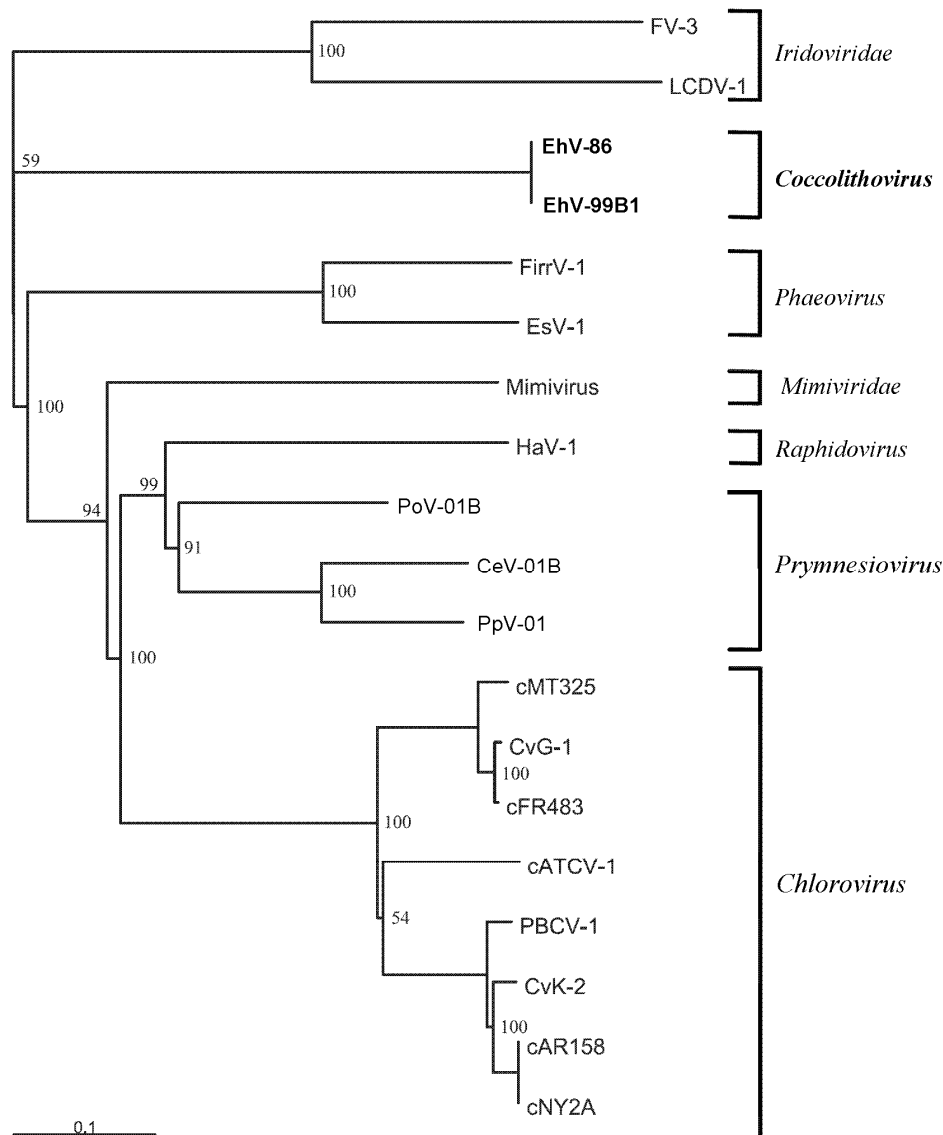 FV-3
100
Iridoviridae
LCDV-1
EhV-86
59
Coccolithovirus
EhV-99B1
FirrV-1
100
Phaeovirus
EsV-1
Mimivirus
Mimiviridae
100
HaV-1
Raphidovirus
99
PoV-01B
94
91
CeV-01B
Prymnesiovirus
100
PpV-01
100
cMT325
CvG-1
100
cFR483
100
cATCV-1
Chlorovirus
54
PBCV-1
CvK-2
100
cAR158
cNY2A
0.1